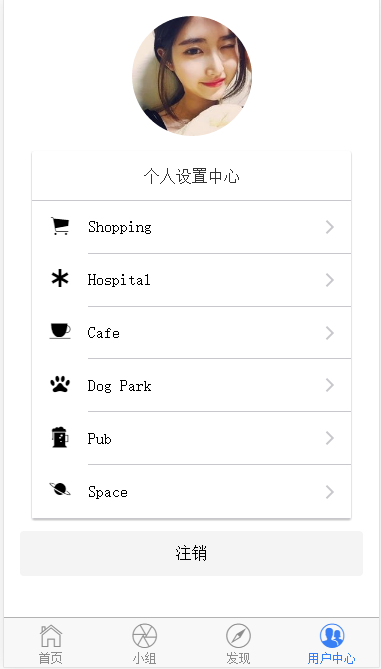 个人设置中心
Shopping
Hospital
Cafe
Dog Park
Pub
Space
注销
首页 小组 发现 用户中心